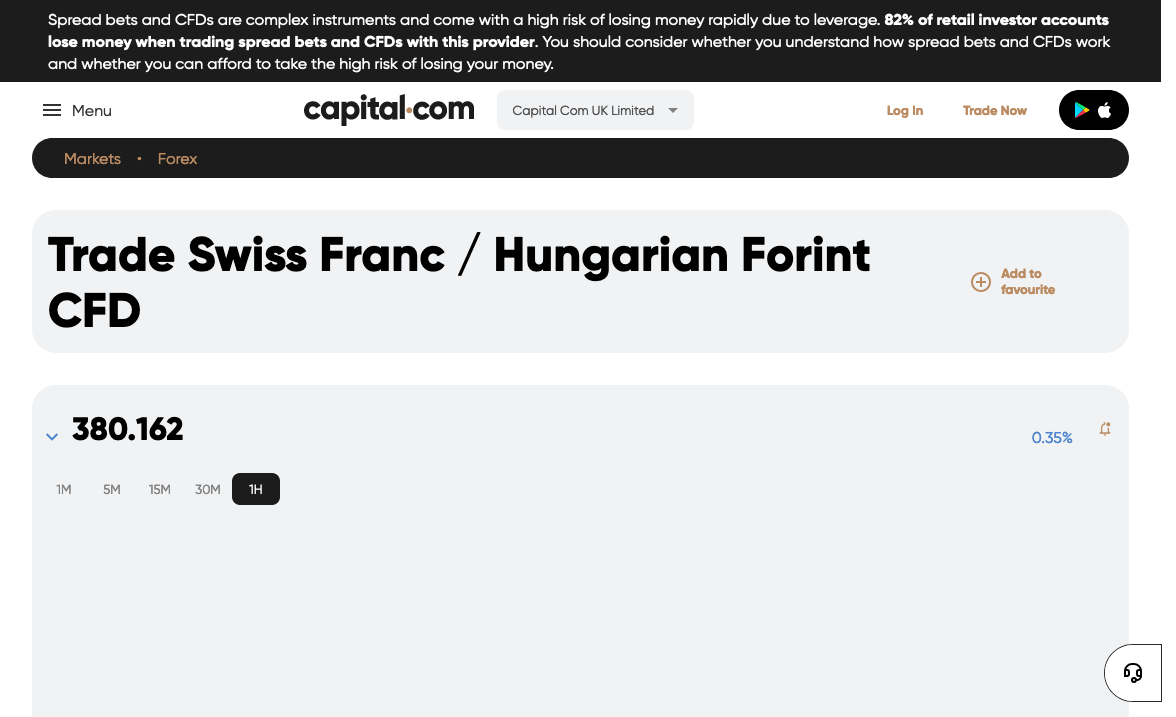 Spread bets and CFDs are complex instruments and come with a high risk of losing money rapidly due to leverage. 82% of retail investor accounts
lose money when trading spread bets and CFDs with this provider. You should consider whether you understand how spread bets and CFDs work
and whether you can afford to take the high risk of losing your money.
Menu
capital.com
Capital Com UK Limited
Log In
Trade Now
Markets
Forex
Trade Swiss Franc / Hungarian Forint
CFD
Add to
favourite
380.162
0.35%
1M
5M
15M
30M
1H